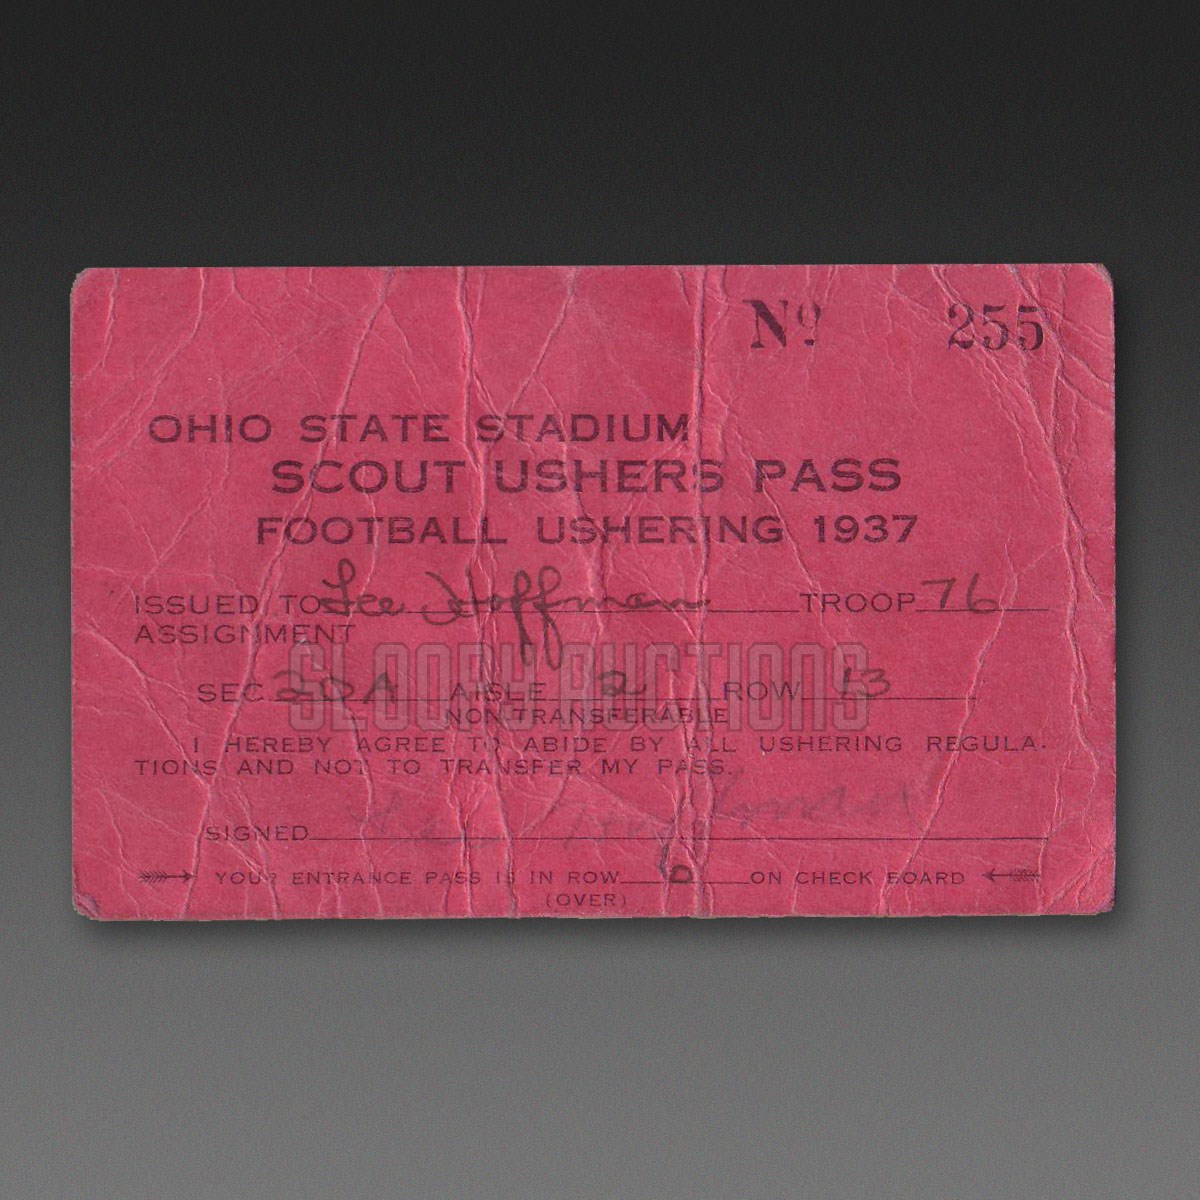 Nº 255
OHIO STATE STADIUM
SCOUT USHERS PASS
FOOTBALL USHERING 1937
ISSUED TO Lee Hoffman TROOP 76
ASSIGNMENT
SEC 20A AISLE 2 ROW 13
NON TRANSFERABLE
I HEREBY AGREE TO ABIDE BY ALL USHERING REGULA-
TIONS AND NOT TO TRANSFER MY PASS.
SIGNED Lee Hoffman
YOUR ENTRANCE PASS IS IN ROW 6 ON CHECK BOARD
(OVER)
SLOOPY AUCTIONS